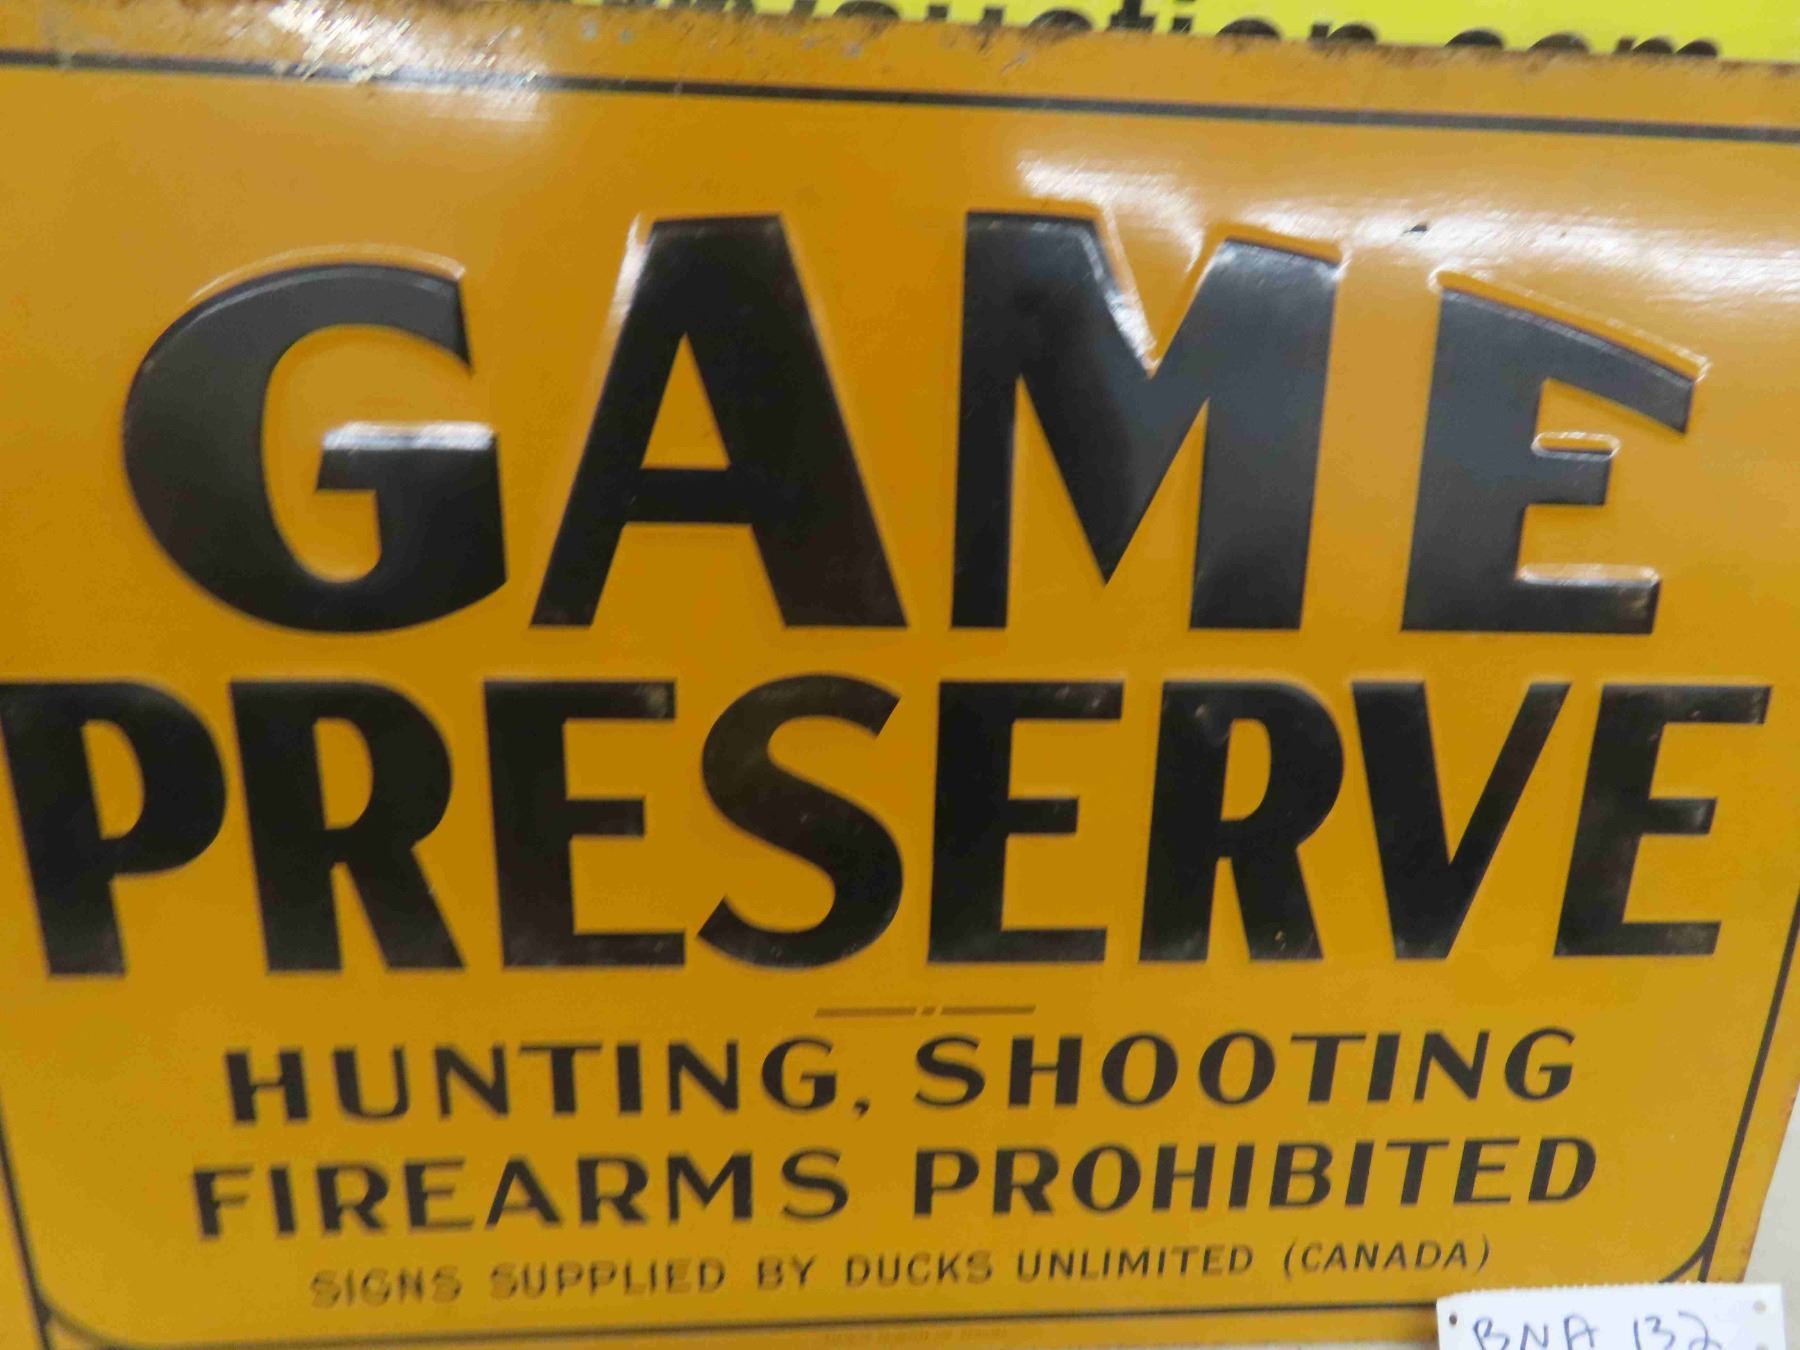 GAME
PRESERVE
HUNTING, SHOOTING
FIREARMS PROHIBITED
SIGNS SUPPLIED BY DUCKS UNLIMITED (CANADA)
BNA 132